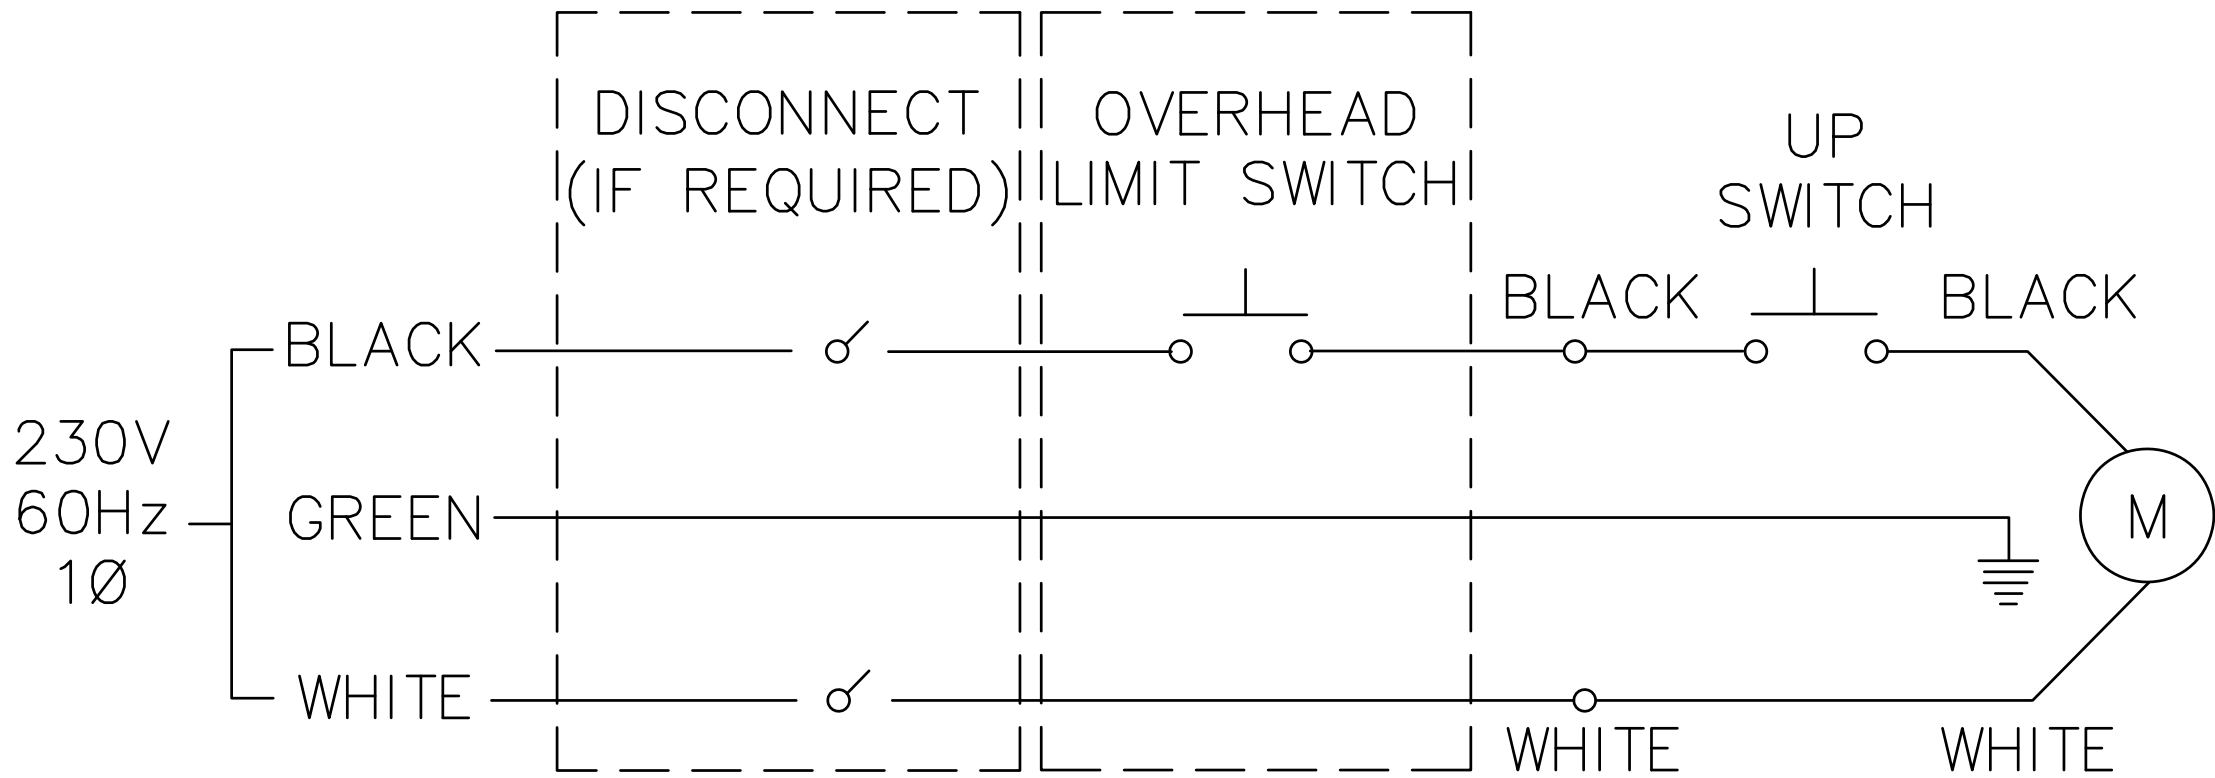 DISCONNECT
(IF REQUIRED)
OVERHEAD
LIMIT SWITCH
UP
SWITCH
BLACK
BLACK
BLACK
230V
60Hz
1Ø
GREEN
M
WHITE
WHITE
WHITE